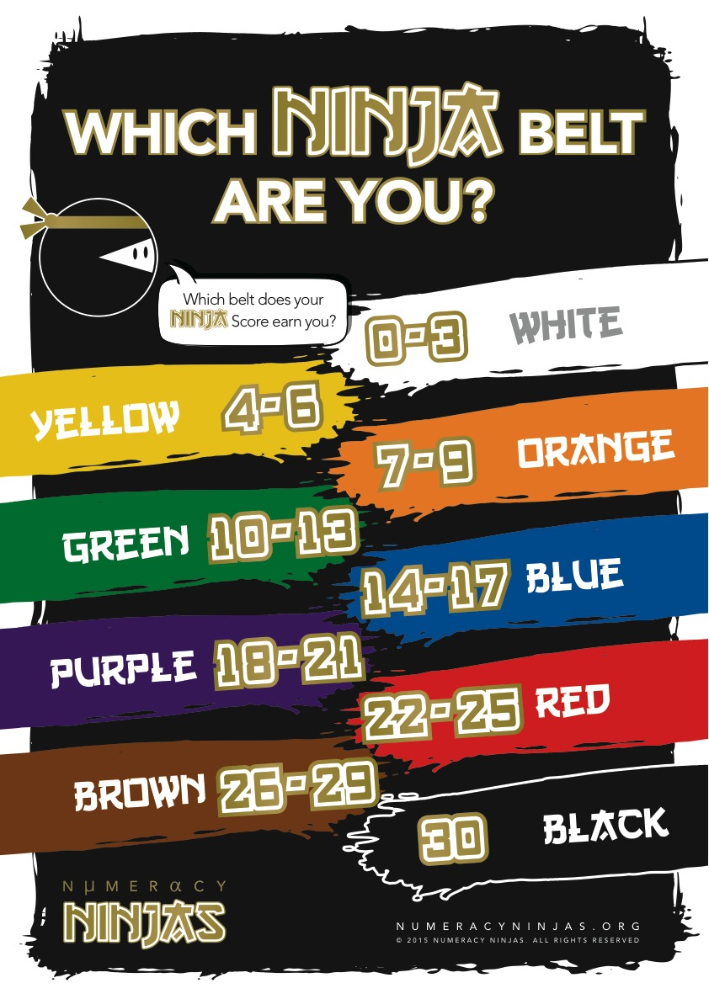 WHICH NINJA BELT
ARE YOU?
Which belt does your
NINJA Score earn you?
0-3 WHITE
YELLOW 4-6
7-9 ORANGE
GREEN 10-13
14-17 BLUE
PURPLE 18-21
22-25 RED
BROWN 26-29
30 BLACK
NμMERαCY
NINJAS
NUMERACYNINJAS.ORG
© 2015 NUMERACY NINJAS. ALL RIGHTS RESERVED